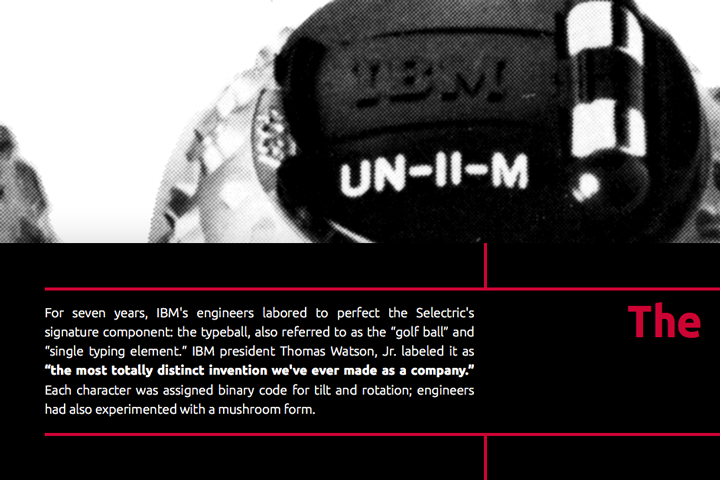 IBM
UN-II-M
For seven years, IBM's engineers labored to perfect the Selectric's
signature component: the typeball, also referred to as the “golf ball” and
“single typing element.” IBM president Thomas Watson, Jr. labeled it as
“the most totally distinct invention we've ever made as a company.”
Each character was assigned binary code for tilt and rotation; engineers
had also experimented with a mushroom form.
The